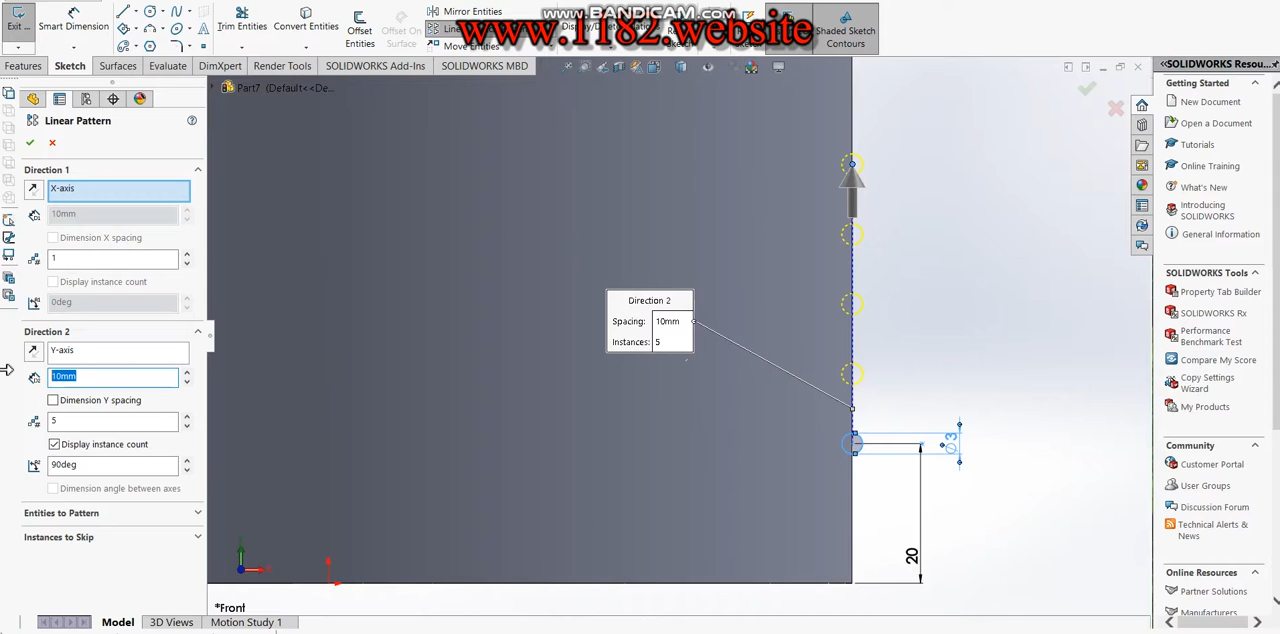 www.BANDICAM.com
www.1182.website
Exit ...
Smart Dimension
Trim Entities
Convert Entities
Offset Entities
Offset On Surface
Mirror Entities
Move Entities
Shaded Sketch Contours
Features
Sketch
Surfaces
Evaluate
DimXpert
Render Tools
SOLIDWORKS Add-Ins
SOLIDWORKS MBD
Part7 (Default<<De...
Linear Pattern
Direction 1
X-axis
10mm
Dimension X spacing
1
Display instance count
0deg
Direction 2
Y-axis
10mm
Dimension Y spacing
5
Display instance count
90deg
Dimension angle between axes
Entities to Pattern
Instances to Skip
Direction 2
Spacing: 10mm
Instances: 5
∅3
20
*Front
Model
3D Views
Motion Study 1
SOLIDWORKS Resou...
Getting Started
New Document
Open a Document
Tutorials
Online Training
What's New
Introducing
SOLIDWORKS
General Information
SOLIDWORKS Tools
Property Tab Builder
SOLIDWORKS Rx
Performance
Benchmark Test
Compare My Score
Copy Settings
Wizard
My Products
Community
Customer Portal
User Groups
Discussion Forum
Technical Alerts &
News
Online Resources
Partner Solutions
Manufacturers